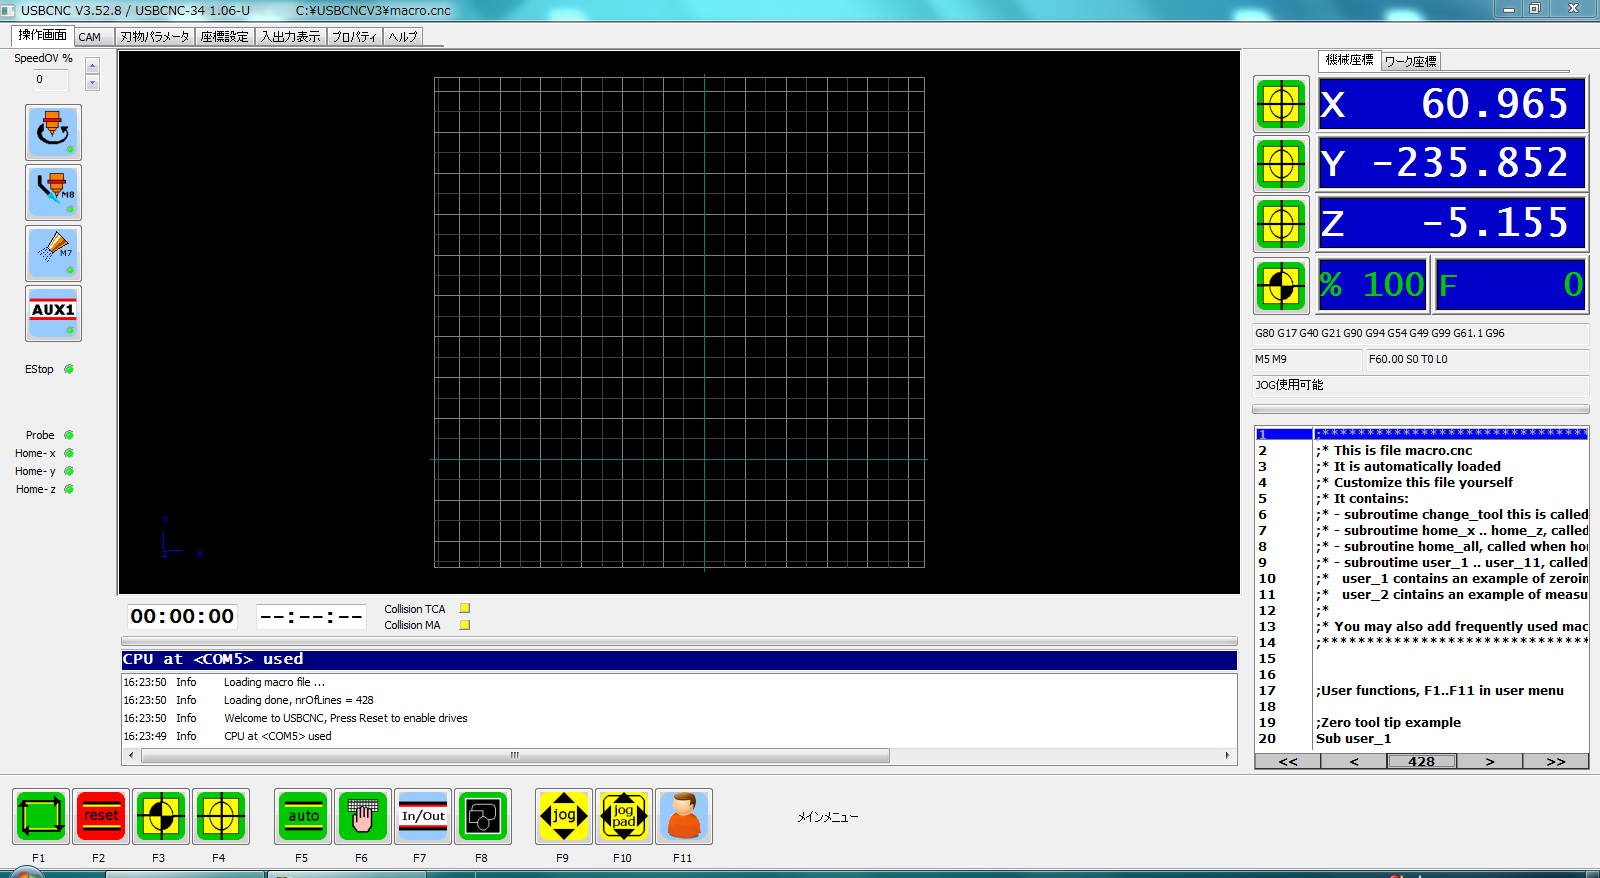 USBCNC V3.52.8 / USBCNC-34 1.06-U C:¥USBCNCV3¥macro.cnc
操作画面 CAM 刃物パラメータ 座標設定 入出力表示 プロパティ ヘルプ
SpeedOV %
0
M8
M7
AUX1
EStop
Probe
Home- x
Home- y
Home- z
Y
Z X
機械座標 ワーク座標
X 60.965
Y -235.852
Z -5.155
% 100 F 0
G80 G17 G40 G21 G90 G94 G54 G49 G99 G61.1 G96
M5 M9 F60.00 S0 T0 L0
JOG使用可能
1 ;******************************
2 ;* This is file macro.cnc
3 ;* It is automatically loaded
4 ;* Customize this file yourself
5 ;* It contains:
6 ;* - subroutime change_tool this is called
7 ;* - subroutime home_x .. home_z, called
8 ;* - subroutine home_all, called when hor
9 ;* - subroutime user_1 .. user_11, called
10 ;* user_1 contains an example of zeroin
11 ;* user_2 cintains an example of measu
12 ;*
13 ;* You may also add frequently used mac
14 ;******************************
15
16
17 ;User functions, F1..F11 in user menu
18
19 ;Zero tool tip example
20 Sub user_1
<< < 428 > >>
00:00:00 --:--:-- Collision TCA
Collision MA
CPU at <COM5> used
16:23:50 Info Loading macro file ...
16:23:50 Info Loading done, nrOfLines = 428
16:23:50 Info Welcome to USBCNC, Press Reset to enable drives
16:23:49 Info CPU at <COM5> used
reset auto In/Out jog jog pad メインメニュー
F1 F2 F3 F4 F5 F6 F7 F8 F9 F10 F11